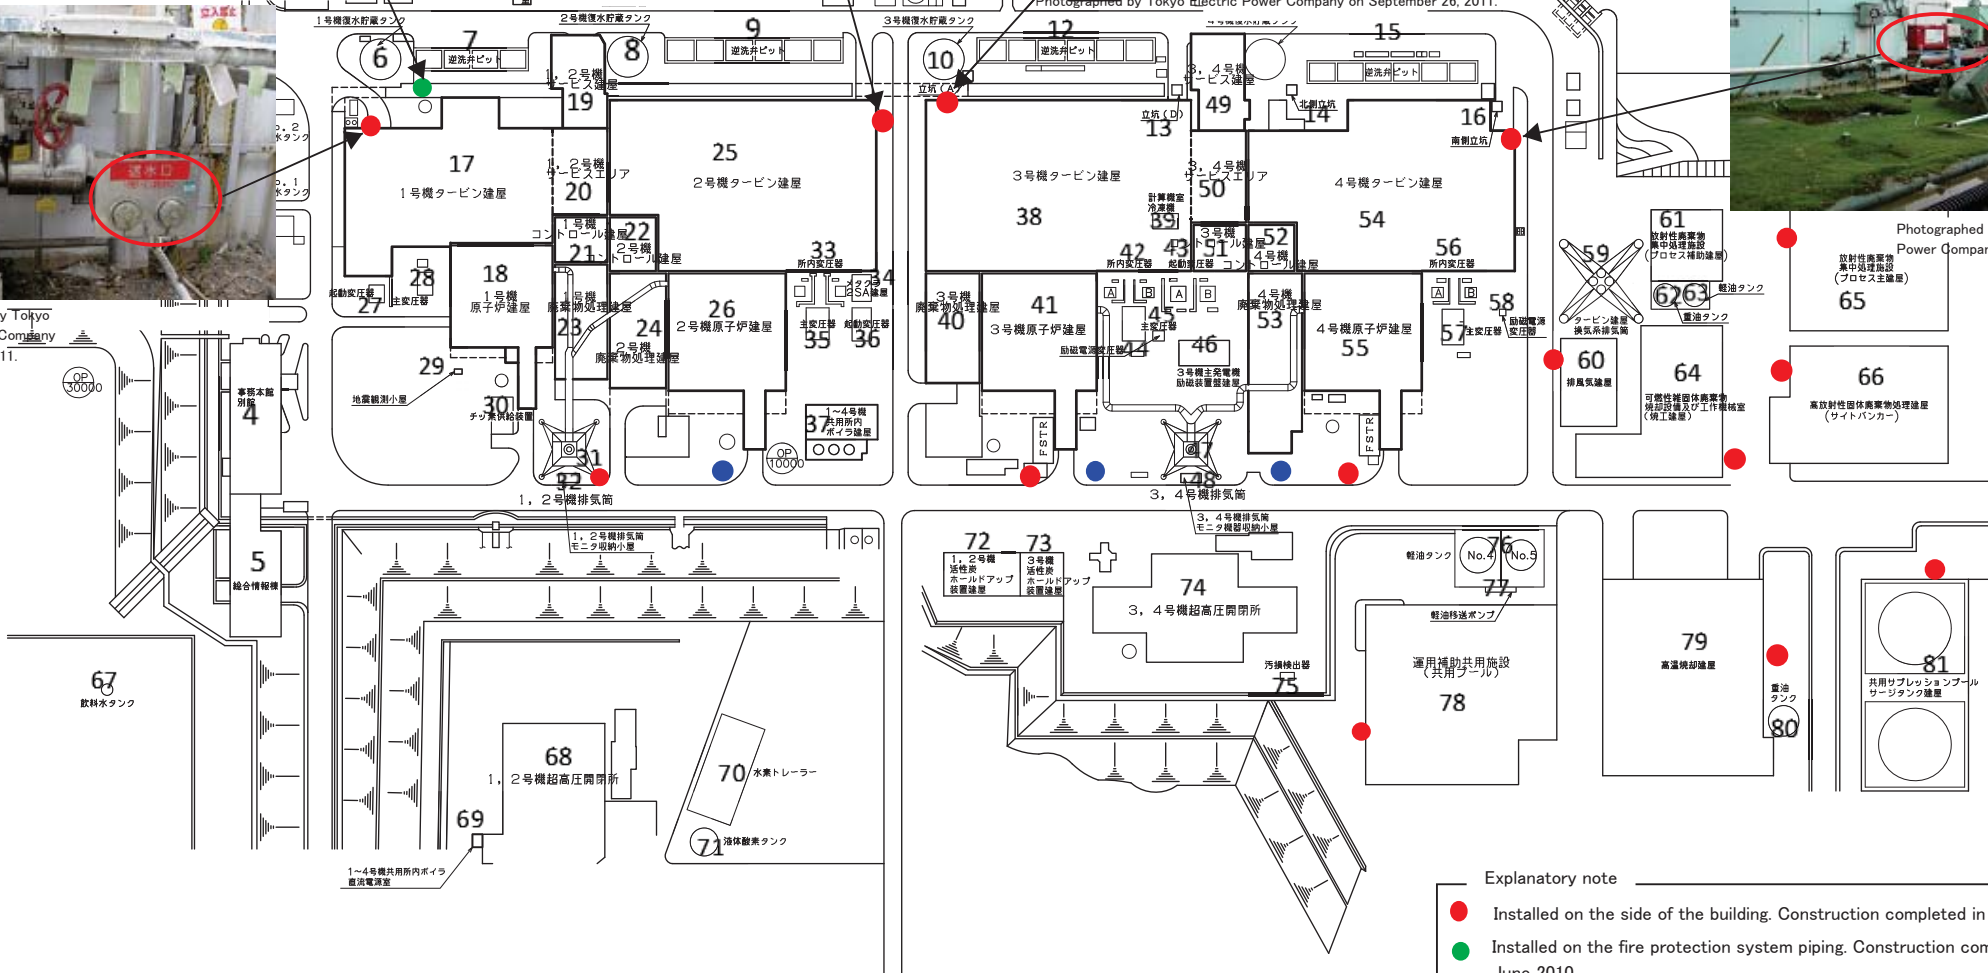 Photographed by Tokyo Electric Power Company on September 26, 2011.
立入禁止
送水口
1号機復水貯蔵タンク
2号機復水貯蔵タンク
3号機復水貯蔵タンク
4号機復水貯蔵タンク
6
7
逆洗弁ピット
8
9
逆洗弁ピット
10
12
逆洗弁ピット
15
逆洗弁ピット
1, 2号機
サービス建屋
19
3, 4号機
サービス建屋
49
立坑(A)
立坑(D)
13
北側立坑
14
16
南側立坑
17
1号機タービン建屋
1, 2号機
サービスエリア
20
25
2号機タービン建屋
3号機タービン建屋
38
3, 4号機
サービスエリア
50
4号機タービン建屋
54
計算機室
冷凍機
39
1号機
コントロール建屋
21
22
2号機
コントロール建屋
3号機
コントロール建屋
51
52
4号機
コントロール建屋
起動変圧器
27
28
主変圧器
18
1号機
原子炉建屋
1号機
廃棄物処理建屋
23
24
2号機
廃棄物処理建屋
26
2号機原子炉建屋
33
所内変圧器
34
メタクラ
2SA建屋
主変圧器
35
起動変圧器
36
3号機
廃棄物処理建屋
40
41
3号機原子炉建屋
42
所内変圧器
43
起動変圧器
A
B
A
B
45
主変圧器
44
励磁電源変圧器
46
3号機主発電機
励磁装置盤建屋
4号機
廃棄物処理建屋
53
4号機原子炉建屋
55
56
所内変圧器
A
B
57
主変圧器
58
励磁電源
変圧器
59
タービン建屋
換気系排気筒
60
排風気建屋
61
放射性廃棄物
集中処理施設
(プロセス補助建屋)
62
63
軽油タンク
重油タンク
64
可燃性雑固体廃棄物
焼却設備及び工作機械室
(焼工建屋)
放射性廃棄物
集中処理施設
(プロセス主建屋)
65
66
高放射性固体廃棄物処理建屋
(サイトバンカー)
Photographed
Power Compan
y Tokyo
Company
11.
o. 2
水タンク
o. 1
水タンク
OP
30000
事務本館
別館
4
29
地震観測小屋
30
チッ素供給装置
31
32
1, 2号機排気筒
1, 2号機排気筒
モニタ収納小屋
OP
10000
37
1〜4号機
共用所内
ボイラ建屋
FSTR
47
48
3, 4号機排気筒
3, 4号機排気筒
モニタ機器収納小屋
FSTR
5
総合情報棟
67
飲料水タンク
68
1, 2号機超高圧開閉所
69
1〜4号機共用所内ボイラ
直流電源室
70
水素トレーラー
71
液体酸素タンク
72
1, 2号機
活性炭
ホールドアップ
装置建屋
73
3号機
活性炭
ホールドアップ
装置建屋
74
3, 4号機超高圧開閉所
汚損検出器
75
軽油タンク
No.4
76
No.5
77
軽油移送ポンプ
運用補助共用施設
(共用プール)
78
79
高温焼却建屋
重油
タンク
80
81
共用サプレッションプール
サージタンク建屋
Explanatory note
Installed on the side of the building. Construction completed in
Installed on the fire protection system piping. Construction com
June 2010